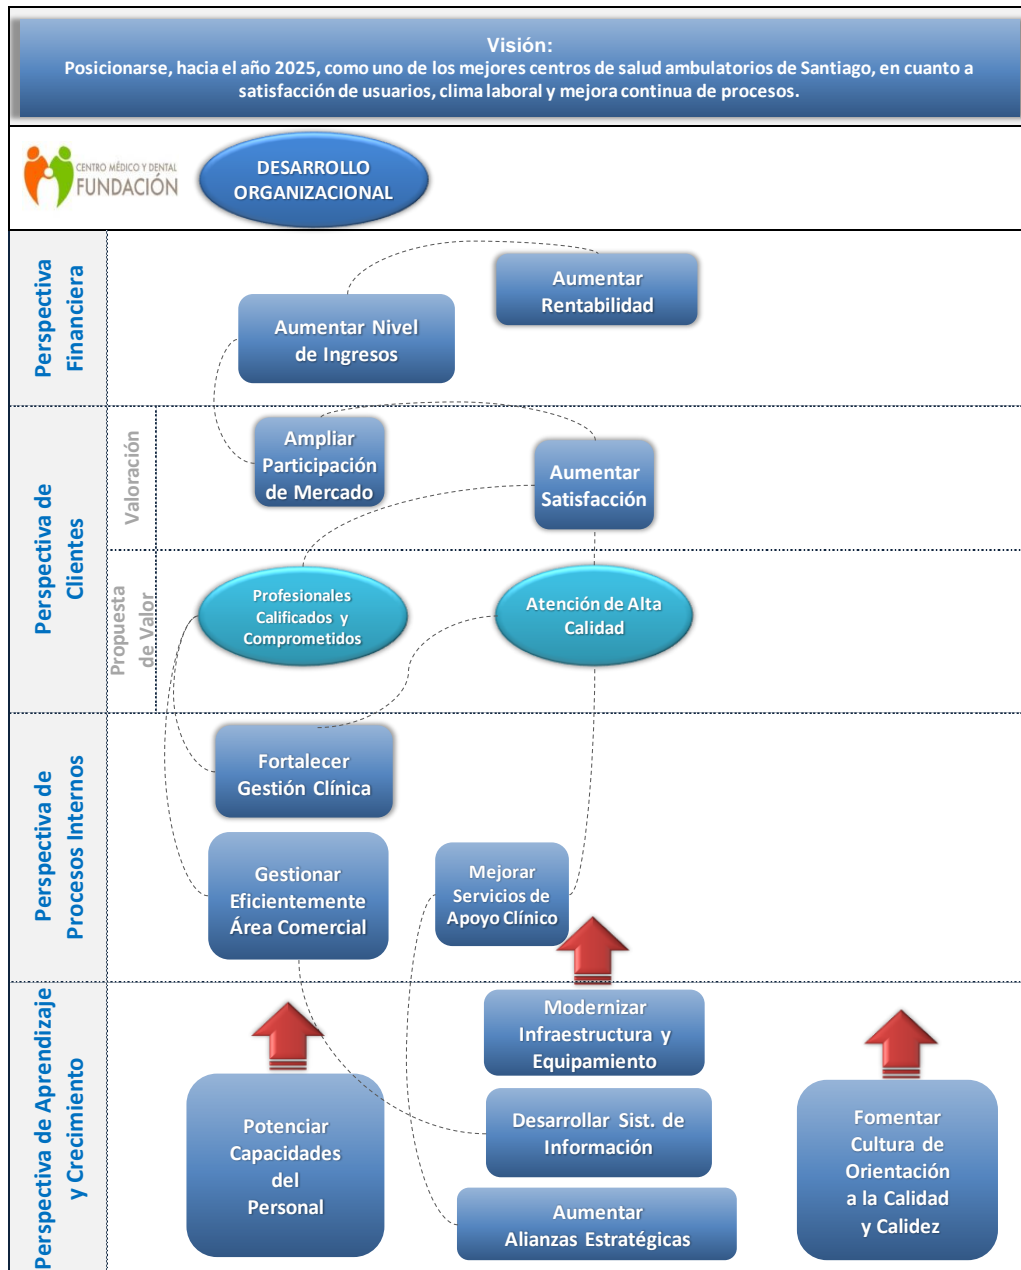 Visión:
Posicionarse, hacia el año 2025, como uno de los mejores centros de salud ambulatorios de Santiago, en cuanto a
satisfacción de usuarios, clima laboral y mejora continua de procesos.
CENTRO MÉDICO Y DENTAL
FUNDACIÓN
DESARROLLO
ORGANIZACIONAL
Perspectiva
Financiera
Aumentar
Rentabilidad
Aumentar Nivel
de Ingresos
Perspectiva de
Clientes
Valoración
Ampliar
Participación
de Mercado
Aumentar
Satisfacción
Propuesta
de Valor
Profesionales
Calificados y
Comprometidos
Atención de Alta
Calidad
Perspectiva de
Procesos Internos
Fortalecer
Gestión Clínica
Gestionar
Eficientemente
Área Comercial
Mejorar
Servicios de
Apoyo Clínico
Perspectiva de Aprendizaje
y Crecimiento
Modernizar
Infraestructura y
Equipamiento
Potenciar
Capacidades
del
Personal
Desarrollar Sist. de
Información
Aumentar
Alianzas Estratégicas
Fomentar
Cultura de
Orientación
a la Calidad
y Calidez